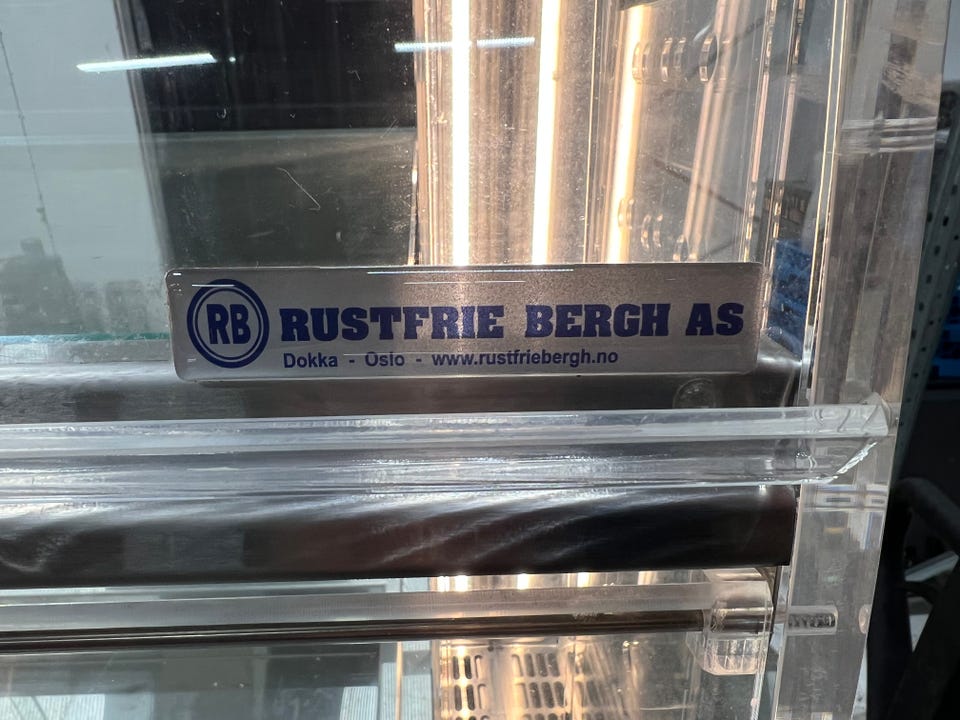 RB RUSTFRIE BERGH AS
Dokka - Oslo - www.rustfriebergh.no